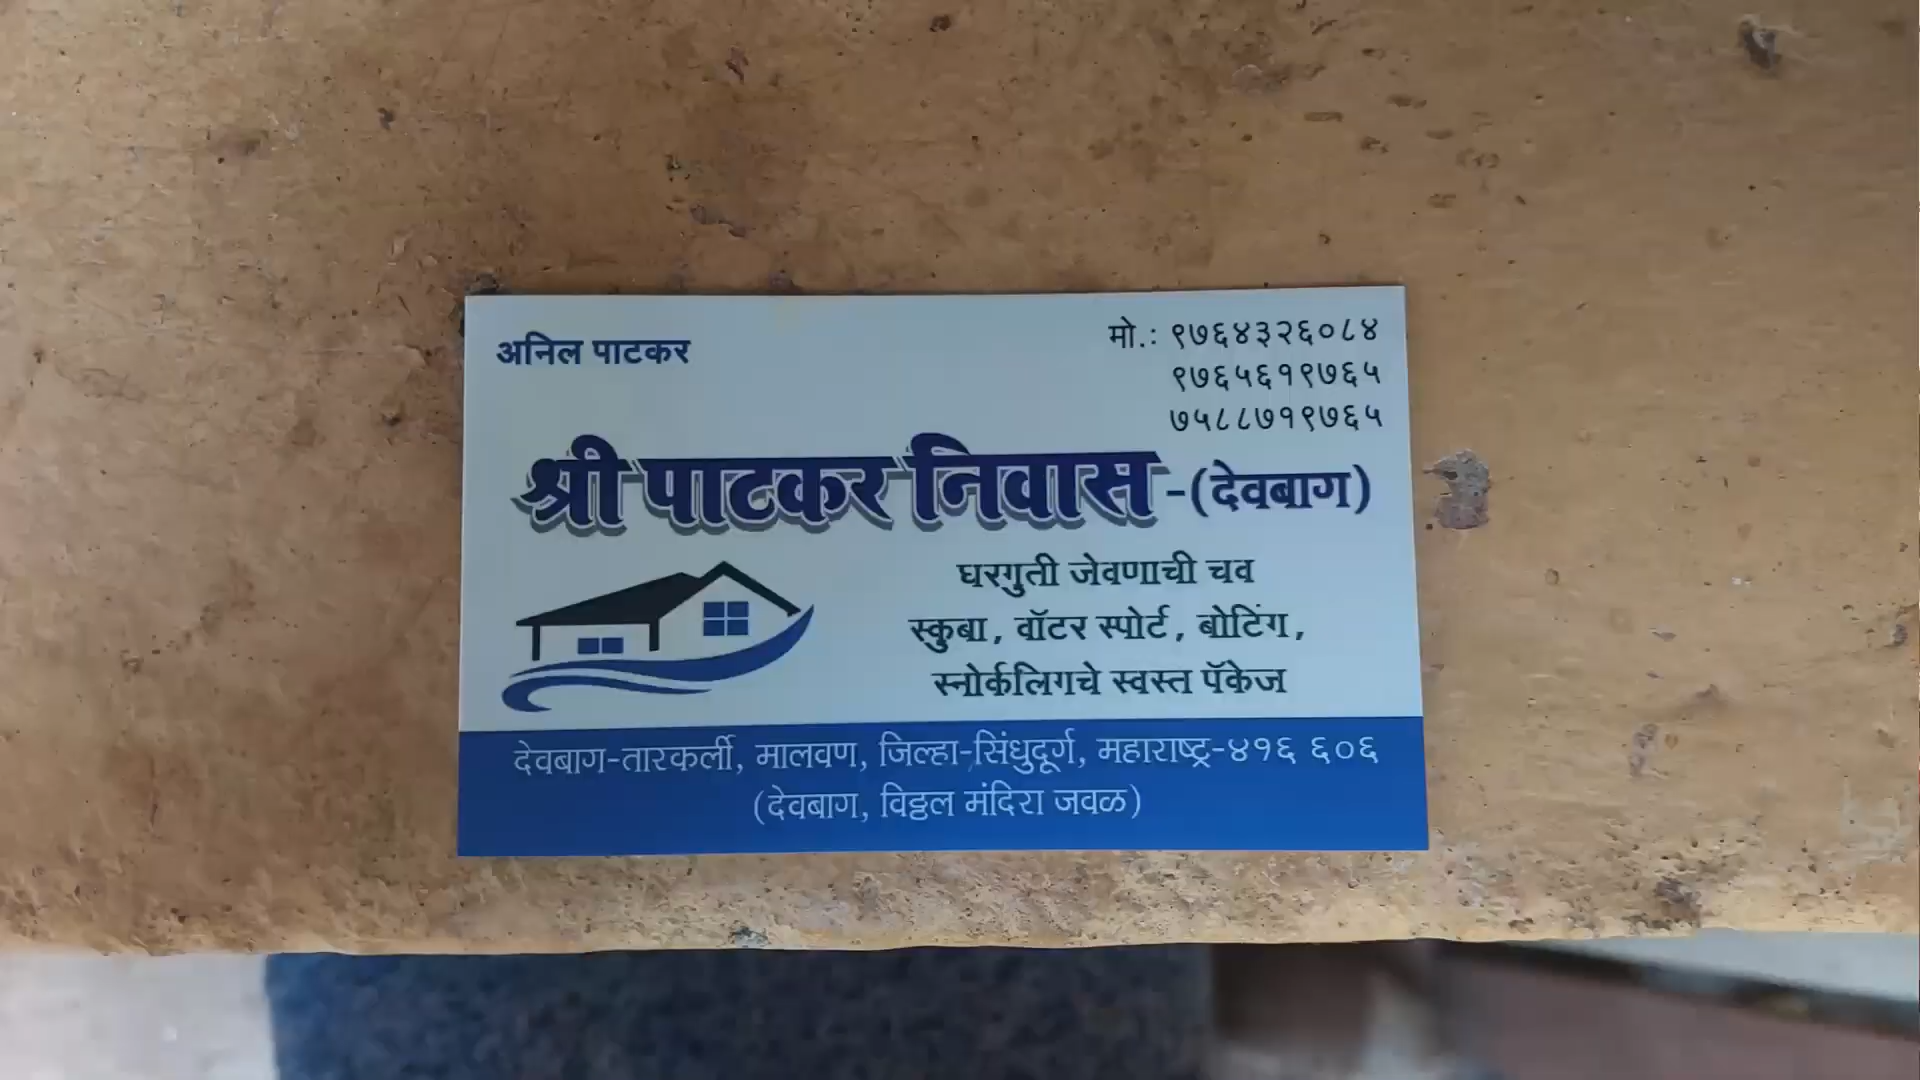 अनिल पाटकर
मो.: ९७६४३२६०८४
९७६५६१९७६५
७५८८७१९७६५
श्री पाटकर निवास -(देवबाग)
घरगुती जेवणाची चव
स्कुबा, वॉटर स्पोर्ट, बोटिंग,
स्नोर्कलिगचे स्वस्त पॅकेज
देवबाग-तारकर्ली, मालवण, जिल्हा-सिंधुदूर्ग, महाराष्ट्र-४१६ ६०६
(देवबाग, विठ्ठल मंदिरा जवळ)